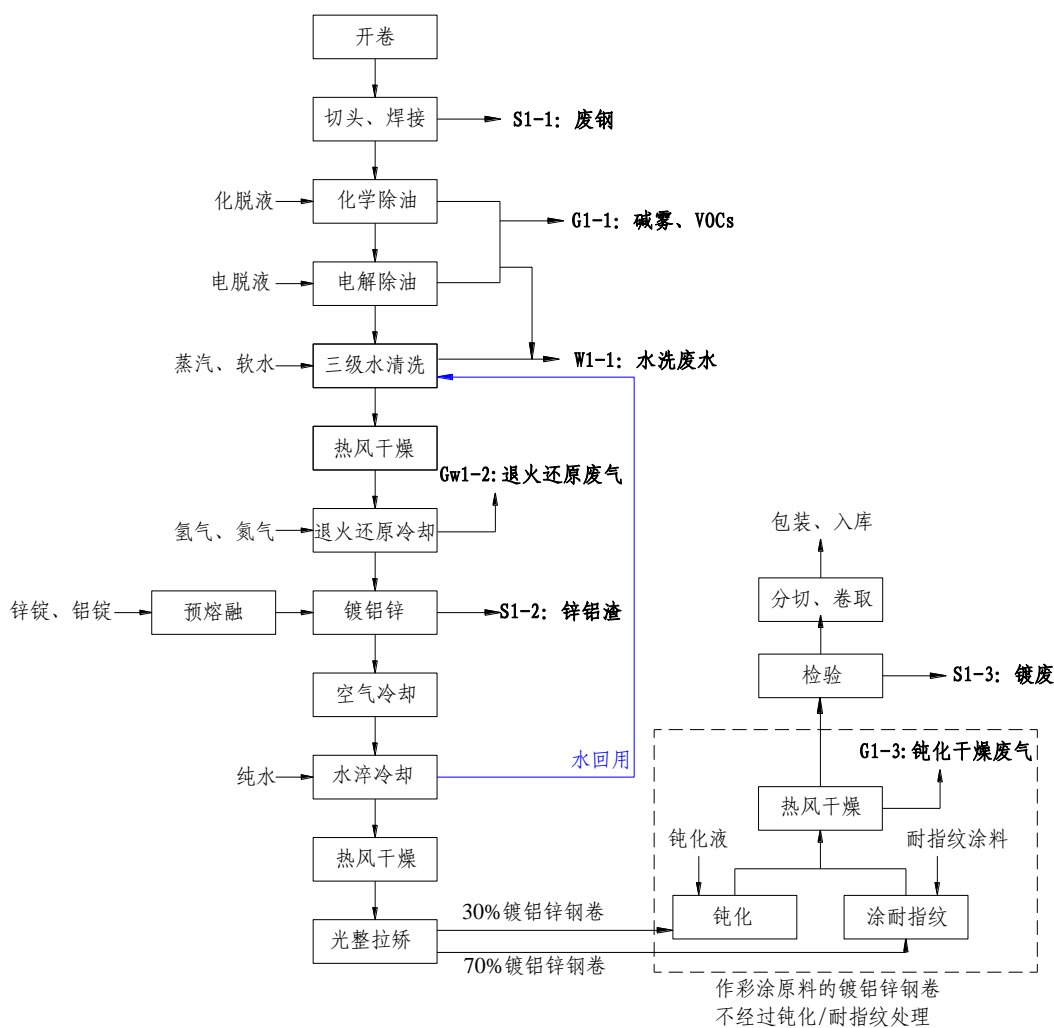 开卷
切头、焊接
S1-1: 废钢
化脱液
化学除油
G1-1: 碱雾、VOCs
电脱液
电解除油
蒸汽、软水
三级水清洗
W1-1: 水洗废水
热风干燥
Gw1-2:退火还原废气
氢气、氮气
退火还原冷却
包装、入库
锌锭、铝锭
预熔融
镀铝锌
S1-2: 锌铝渣
分切、卷取
空气冷却
检验
S1-3: 镀废
纯水
水淬冷却
水回用
G1-3:钝化干燥废气
热风干燥
热风干燥
钝化液
耐指纹涂料
光整拉矫
30%镀铝锌钢卷
70%镀铝锌钢卷
钝化
涂耐指纹
作彩涂原料的镀铝锌钢卷
不经过钝化/耐指纹处理